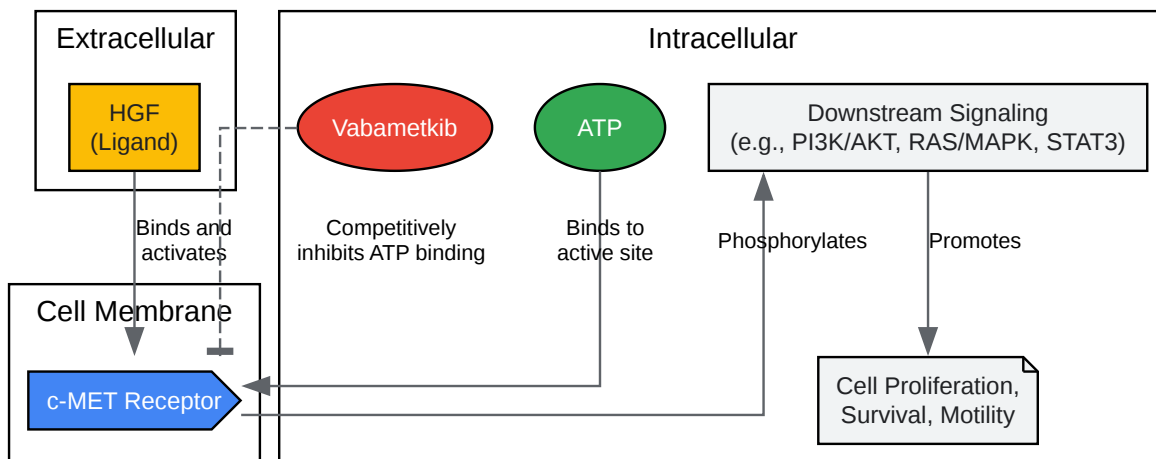 Extracellular
Intracellular
HGF
(Ligand)
Vabametkib
ATP
Downstream Signaling
(e.g., PI3K/AKT, RAS/MAPK, STAT3)
Binds and
activates
Competitively
inhibits ATP binding
Binds to
active site
Phosphorylates
Promotes
Cell Membrane
c-MET Receptor
Cell Proliferation,
Survival, Motility